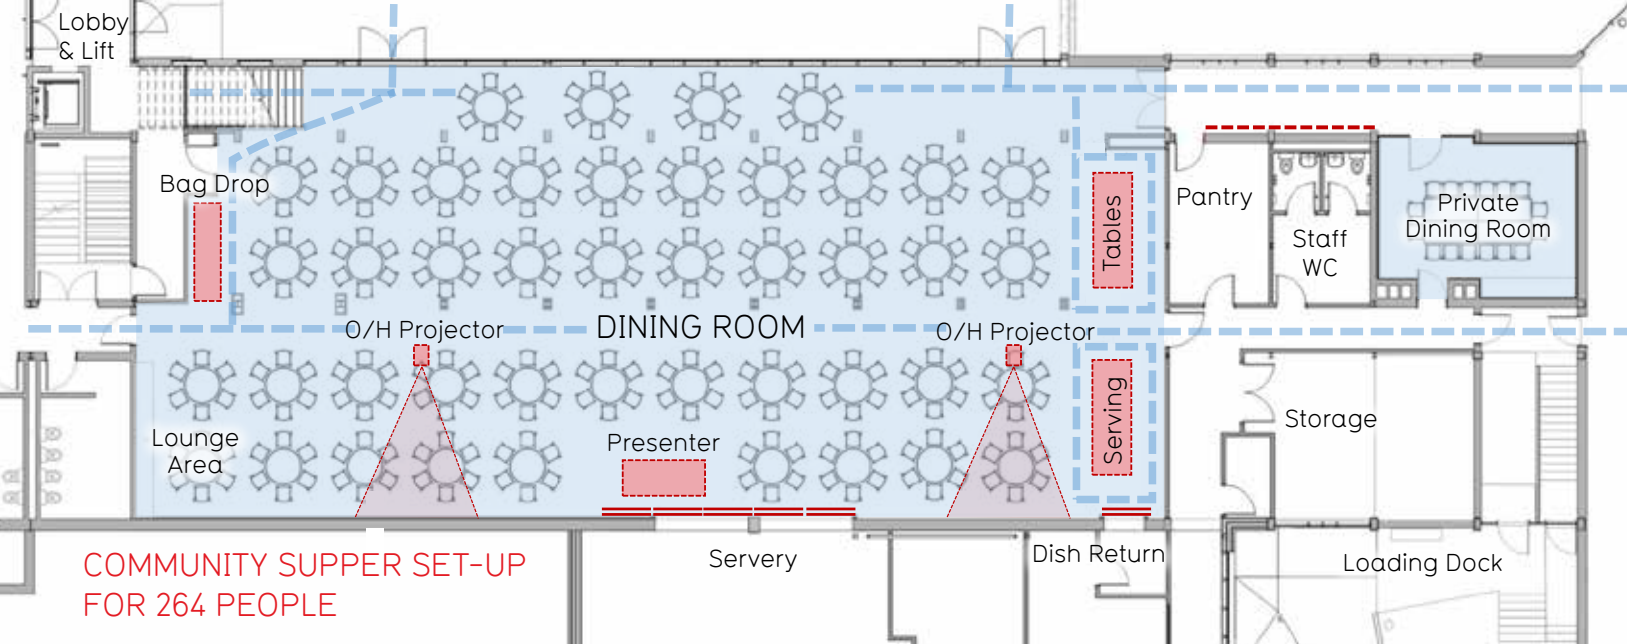 Lobby
& Lift
Bag Drop
Tables
Pantry
Staff
WC
Private
Dining Room
O/H Projector
DINING ROOM
O/H Projector
Lounge
Area
Presenter
Serving
Storage
COMMUNITY SUPPER SET-UP
FOR 264 PEOPLE
Servery
Dish Return
Loading Dock